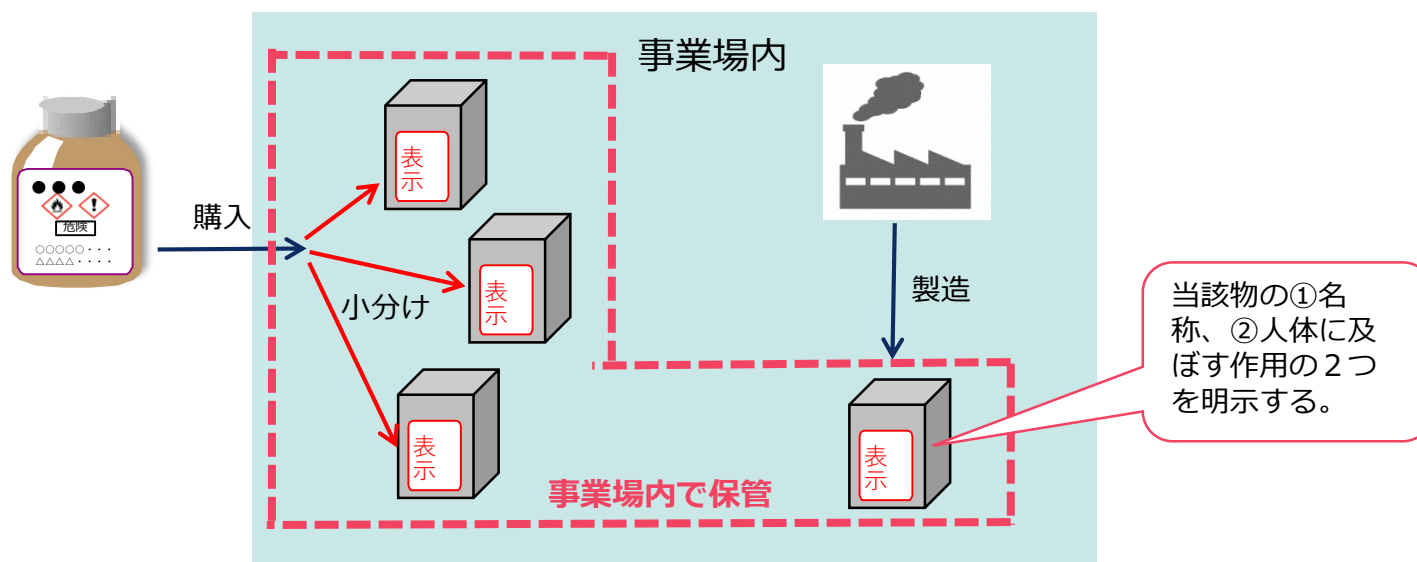 事業場内
表
示
●●●
危険
○○○○○・・・
△△△△・・・・
購入
表
示
小分け
製造
当該物の①名
称、②人体に及
ぼす作用の２つ
を明示する。
表
示
表
示
事業場内で保管